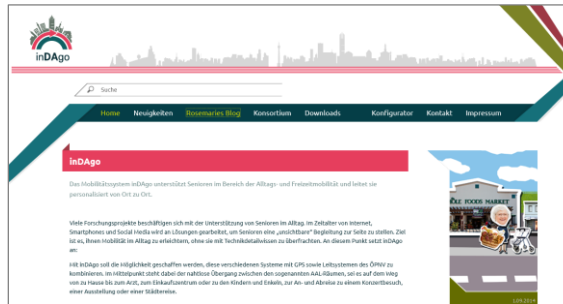 inDAgo
Suche
Home Neuigkeiten Rosemaries Blog Konsortium Downloads Konfigurator Kontakt Impressum
inDAgo
Das Mobilitätssystem inDAgo unterstützt Senioren im Bereich der Alltags- und Freizeitmobilität und leitet sie
personalisiert von Ort zu Ort.
Viele Forschungsprojekte beschäftigen sich mit der Unterstützung von Senioren im Alltag. Im Zeitalter von Internet,
Smartphones und Social Media wird an Lösungen gearbeitet, um Senioren eine „unsichtbare" Begleitung zur Seite zu stellen. Ziel
ist es, ihnen Mobilität im Alltag zu erleichtern, ohne sie mit Technikdetailwissen zu überfrachten. An diesem Punkt setzt inDAgo
an:
Mit inDAgo soll die Möglichkeit geschaffen werden, diese verschiedenen Systeme mit GPS sowie Leitsystemen des ÖPNV zu
kombinieren. Im Mittelpunkt steht dabei der nahtlose Übergang zwischen den sogenannten AAL-Räumen, sei es auf dem Weg
von zu Hause bis zum Arzt, zum Einkaufszentrum oder zu den Kindern und Enkeln, zur An- und Abreise zu einem Konzertbesuch,
einer Ausstellung oder einer Städtereise.
FOODS MARKET